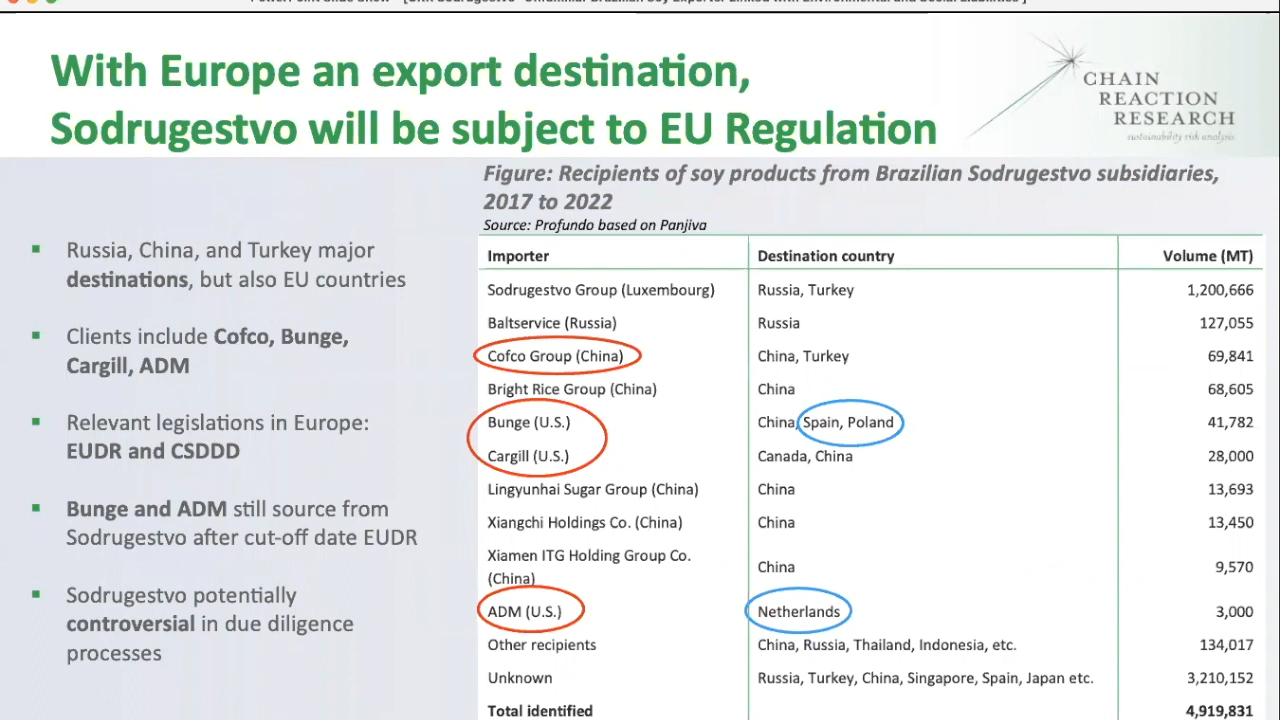 With Europe an export destination,
Sodrugestvo will be subject to EU Regulation
CHAIN
REACTION
RESEARCH
sustainability risk analysis
Figure: Recipients of soy products from Brazilian Sodrugestvo subsidiaries,
2017 to 2022
Source: Profundo based on Panjiva
▪ Russia, China, and Turkey major
destinations, but also EU countries
▪ Clients include Cofco, Bunge,
Cargill, ADM
▪ Relevant legislations in Europe:
EUDR and CSDDD
▪ Bunge and ADM still source from
Sodrugestvo after cut-off date EUDR
▪ Sodrugestvo potentially
controversial in due diligence
processes
Importer Destination country Volume (MT)
Sodrugestvo Group (Luxembourg) Russia, Turkey 1,200,666
Baltservice (Russia) Russia 127,055
Cofco Group (China) China, Turkey 69,841
Bright Rice Group (China) China 68,605
Bunge (U.S.) China, Spain, Poland 41,782
Cargill (U.S.) Canada, China 28,000
Lingyunhai Sugar Group (China) China 13,693
Xiangchi Holdings Co. (China) China 13,450
Xiamen ITG Holding Group Co.
(China) China 9,570
ADM (U.S.) Netherlands 3,000
Other recipients China, Russia, Thailand, Indonesia, etc. 134,017
Unknown Russia, Turkey, China, Singapore, Spain, Japan etc. 3,210,152
Total identified 4,919,831